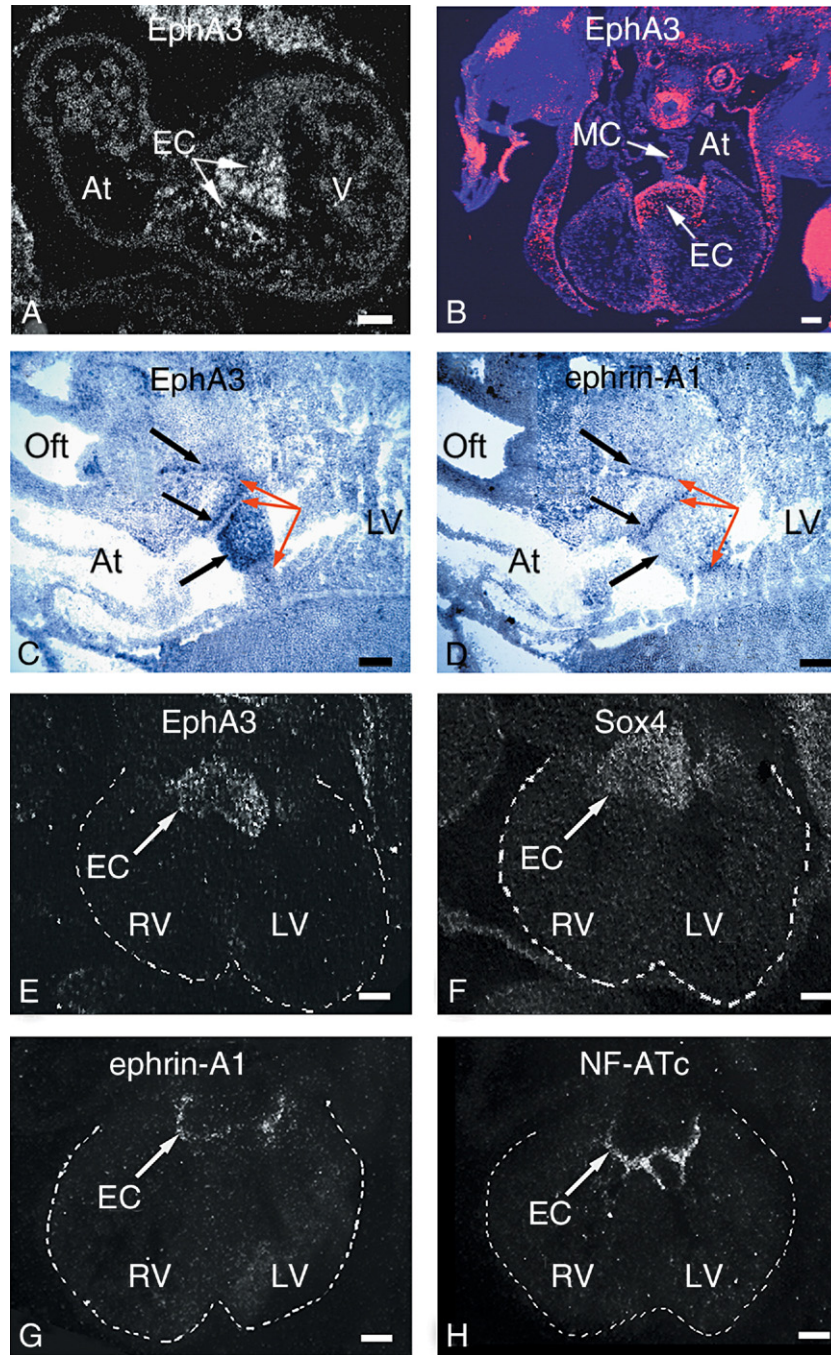 EphA3
EC
At
V
A
EphA3
MC
At
EC
B
EphA3
Oft
At
LV
C
ephrin-A1
Oft
At
LV
D
EphA3
EC
RV
LV
E
Sox4
EC
RV
LV
F
ephrin-A1
EC
RV
LV
G
NF-ATc
EC
RV
LV
H